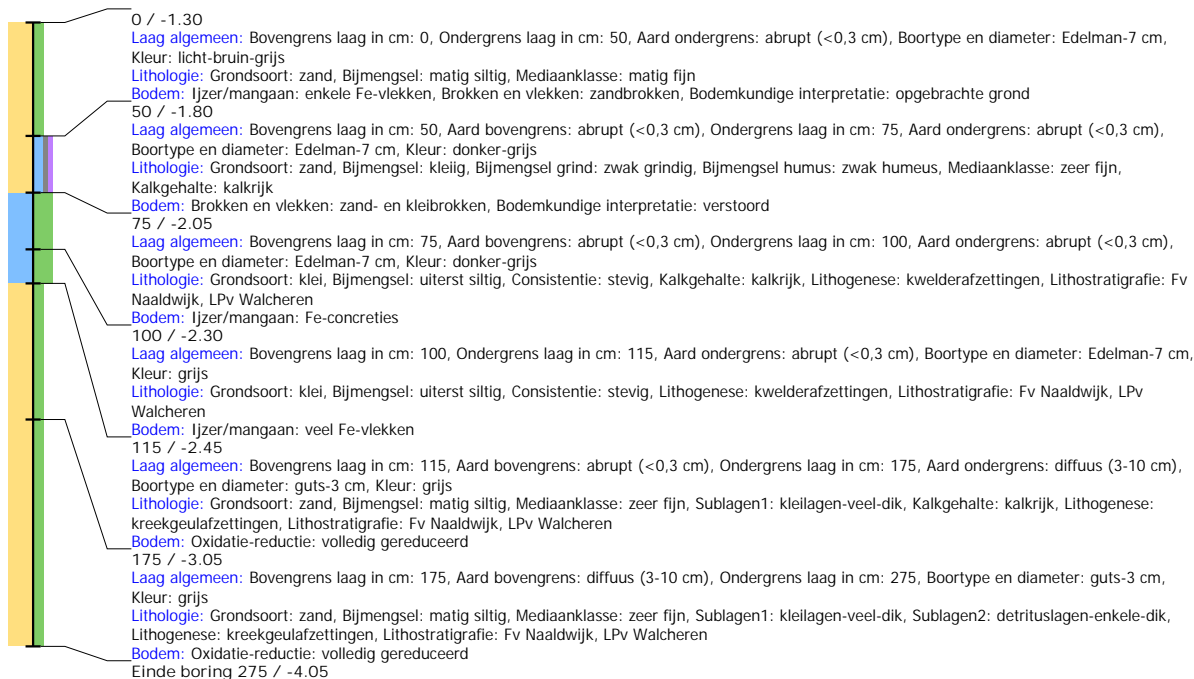 0 / -1.30
Laag algemeen: Bovengrens laag in cm: 0, Ondergrens laag in cm: 50, Aard ondergrens: abrupt (<0,3 cm), Boortype en diameter: Edelman-7 cm,
Kleur: licht-bruin-grijs
Lithologie: Grondsoort: zand, Bijmengsel: matig siltig, Mediaanklasse: matig fijn
Bodem: Ijzer/mangaan: enkele Fe-vlekken, Brokken en vlekken: zandbrokken, Bodemkundige interpretatie: opgebrachte grond
50 / -1.80
Laag algemeen: Bovengrens laag in cm: 50, Aard bovengrens: abrupt (<0,3 cm), Ondergrens laag in cm: 75, Aard ondergrens: abrupt (<0,3 cm),
Boortype en diameter: Edelman-7 cm, Kleur: donker-grijs
Lithologie: Grondsoort: zand, Bijmengsel: kleiig, Bijmengsel grind: zwak grindig, Bijmengsel humus: zwak humeus, Mediaanklasse: zeer fijn,
Kalkgehalte: kalkrijk
Bodem: Brokken en vlekken: zand- en kleibrokken, Bodemkundige interpretatie: verstoord
75 / -2.05
Laag algemeen: Bovengrens laag in cm: 75, Aard bovengrens: abrupt (<0,3 cm), Ondergrens laag in cm: 100, Aard ondergrens: abrupt (<0,3 cm),
Boortype en diameter: Edelman-7 cm, Kleur: donker-grijs
Lithologie: Grondsoort: klei, Bijmengsel: uiterst siltig, Consistentie: stevig, Kalkgehalte: kalkrijk, Lithogenese: kwelderafzettingen, Lithostratigrafie: Fv
Naaldwijk, LPv Walcheren
Bodem: Ijzer/mangaan: Fe-concreties
100 / -2.30
Laag algemeen: Bovengrens laag in cm: 100, Ondergrens laag in cm: 115, Aard ondergrens: abrupt (<0,3 cm), Boortype en diameter: Edelman-7 cm,
Kleur: grijs
Lithologie: Grondsoort: klei, Bijmengsel: uiterst siltig, Consistentie: stevig, Lithogenese: kwelderafzettingen, Lithostratigrafie: Fv Naaldwijk, LPv
Walcheren
Bodem: Ijzer/mangaan: veel Fe-vlekken
115 / -2.45
Laag algemeen: Bovengrens laag in cm: 115, Aard bovengrens: abrupt (<0,3 cm), Ondergrens laag in cm: 175, Aard ondergrens: diffuus (3-10 cm),
Boortype en diameter: guts-3 cm, Kleur: grijs
Lithologie: Grondsoort: zand, Bijmengsel: matig siltig, Mediaanklasse: zeer fijn, Sublagen1: kleilagen-veel-dik, Kalkgehalte: kalkrijk, Lithogenese:
kreekgeulafzettingen, Lithostratigrafie: Fv Naaldwijk, LPv Walcheren
Bodem: Oxidatie-reductie: volledig gereduceerd
175 / -3.05
Laag algemeen: Bovengrens laag in cm: 175, Aard bovengrens: diffuus (3-10 cm), Ondergrens laag in cm: 275, Boortype en diameter: guts-3 cm,
Kleur: grijs
Lithologie: Grondsoort: zand, Bijmengsel: matig siltig, Mediaanklasse: zeer fijn, Sublagen1: kleilagen-veel-dik, Sublagen2: detrituslagen-enkele-dik,
Lithogenese: kreekgeulafzettingen, Lithostratigrafie: Fv Naaldwijk, LPv Walcheren
Bodem: Oxidatie-reductie: volledig gereduceerd
Einde boring 275 / -4.05